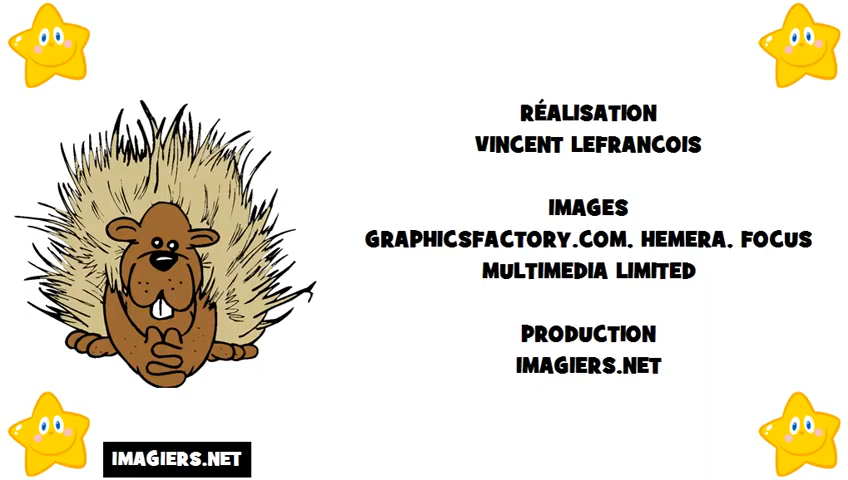 RÉALISATION
VINCENT LEFRANCOIS
IMAGES
GRAPHICSFACTORY.COM, HEMERA, FOCUS
MULTIMEDIA LIMITED
PRODUCTION
IMAGIERS.NET
IMAGIERS.NET